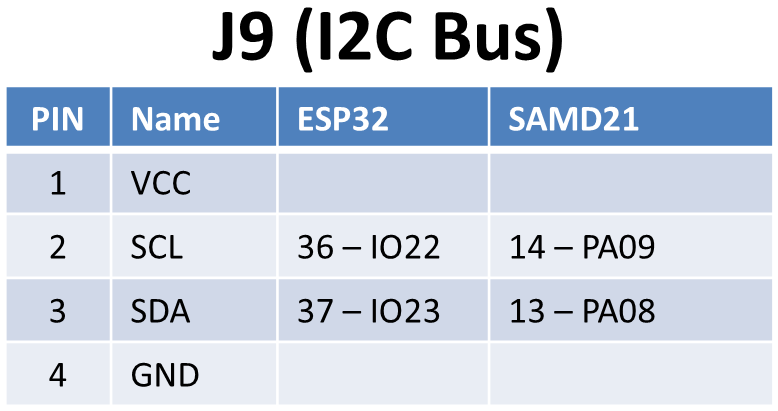 J9 (I2C Bus)
PIN Name ESP32 SAMD21
1 VCC
2 SCL 36 – IO22 14 – PA09
3 SDA 37 – IO23 13 – PA08
4 GND